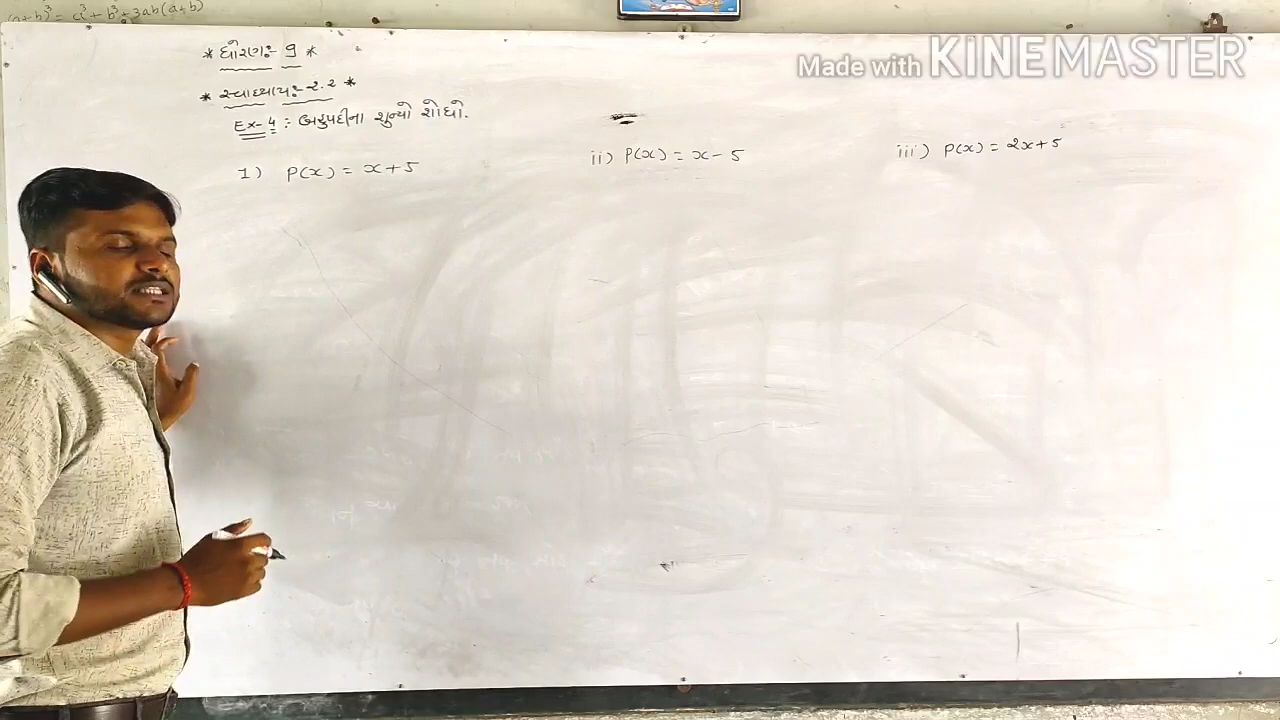 (a+b)³ = a³ + b³ + 3ab(a+b)
Made with KINEMASTER
* ધોરણ:- 9 *
* સ્વાધ્યાય:- 2.2 *
Ex-4 : બહુપદીના શુન્યો શોધો.
1) P(x) = x + 5
ii) P(x) = x - 5
iii) P(x) = 2x + 5